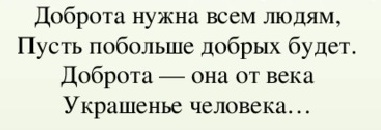 Доброта нужна всем людям,
Пусть побольше добрых будет.
Доброта — она от века
Украшенье человека…